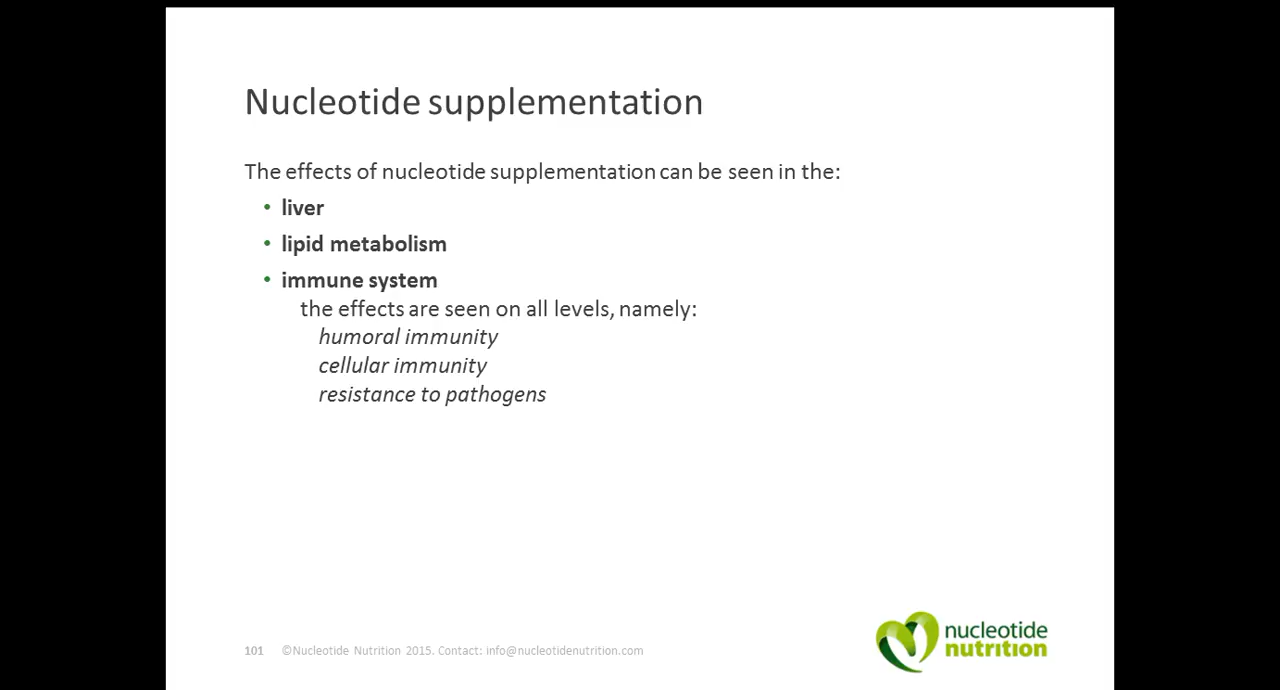 Nucleotide supplementation
The effects of nucleotide supplementation can be seen in the:
• liver
• lipid metabolism
• immune system
the effects are seen on all levels, namely:
humoral immunity
cellular immunity
resistance to pathogens
101 ©Nucleotide Nutrition 2015. Contact: info@nucleotidenutrition.com
nucleotide
nutrition